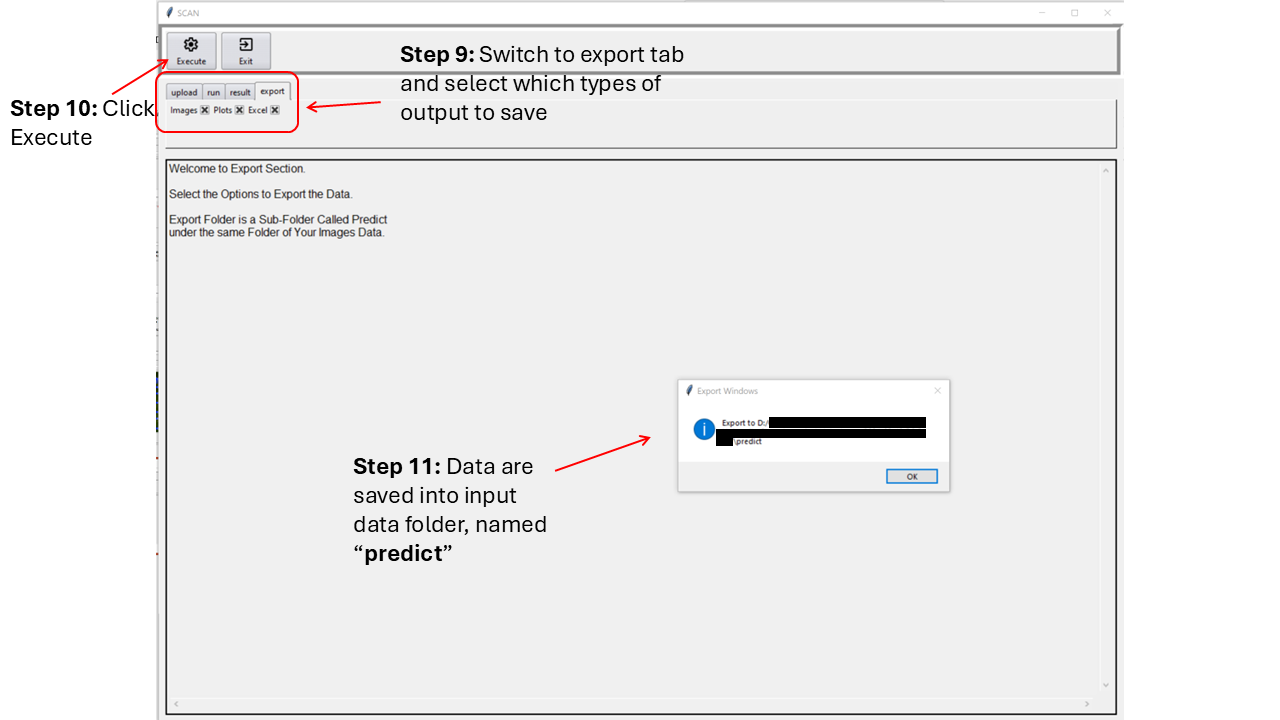 SCAN
Execute
Exit
Step 9: Switch to export tab
and select which types of
output to save
Step 10: Click
Execute
upload run result export
Images Plots Excel
Welcome to Export Section.
Select the Options to Export the Data.
Export Folder is a Sub-Folder Called Predict
under the same Folder of Your Images Data.
Export Windows
Export to D:/
\predict
OK
Step 11: Data are
saved into input
data folder, named
“predict”